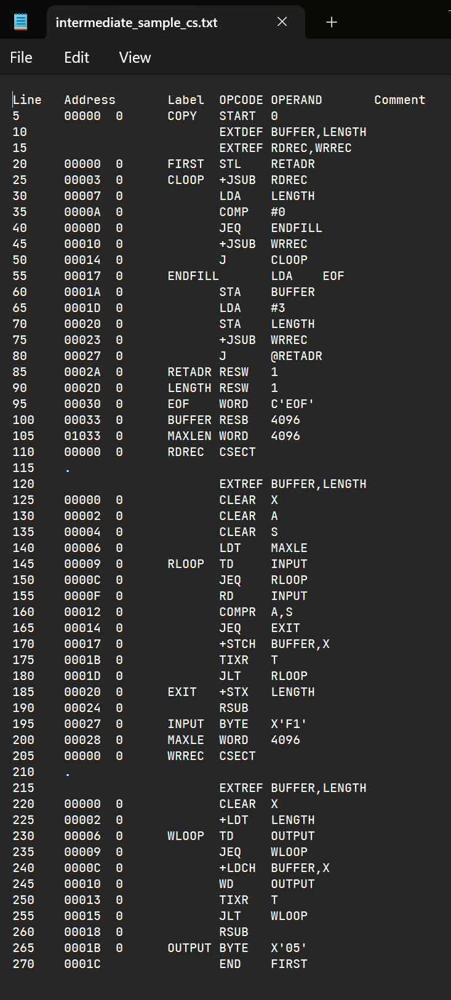 intermediate_sample_cs.txt
File Edit View
Line Address Label OPCODE OPERAND Comment
5 00000 0 COPY START 0
10 EXTDEF BUFFER,LENGTH
15 EXTREF RDREC,WRREC
20 00000 0 FIRST STL RETADR
25 00003 0 CLOOP +JSUB RDREC
30 00007 0 LDA LENGTH
35 0000A 0 COMP #0
40 0000D 0 JEQ ENDFILL
45 00010 0 +JSUB WRREC
50 00014 0 J CLOOP
55 00017 0 ENDFILL LDA EOF
60 0001A 0 STA BUFFER
65 0001D 0 LDA #3
70 00020 0 STA LENGTH
75 00023 0 +JSUB WRREC
80 00027 0 J @RETADR
85 0002A 0 RETADR RESW 1
90 0002D 0 LENGTH RESW 1
95 00030 0 EOF WORD C'EOF'
100 00033 0 BUFFER RESB 4096
105 01033 0 MAXLEN WORD 4096
110 00000 0 RDREC CSECT
115 .
120 EXTREF BUFFER,LENGTH
125 00000 0 CLEAR X
130 00002 0 CLEAR A
135 00004 0 CLEAR S
140 00006 0 LDT MAXLE
145 00009 0 RLOOP TD INPUT
150 0000C 0 JEQ RLOOP
155 0000F 0 RD INPUT
160 00012 0 COMPR A,S
165 00014 0 JEQ EXIT
170 00017 0 +STCH BUFFER,X
175 0001B 0 TIXR T
180 0001D 0 JLT RLOOP
185 00020 0 EXIT +STX LENGTH
190 00024 0 RSUB
195 00027 0 INPUT BYTE X'F1'
200 00028 0 MAXLE WORD 4096
205 00000 0 WRREC CSECT
210 .
215 EXTREF BUFFER,LENGTH
220 00000 0 CLEAR X
225 00002 0 +LDT LENGTH
230 00006 0 WLOOP TD OUTPUT
235 00009 0 JEQ WLOOP
240 0000C 0 +LDCH BUFFER,X
245 00010 0 WD OUTPUT
250 00013 0 TIXR T
255 00015 0 JLT WLOOP
260 00018 0 RSUB
265 0001B 0 OUTPUT BYTE X'05'
270 0001C END FIRST